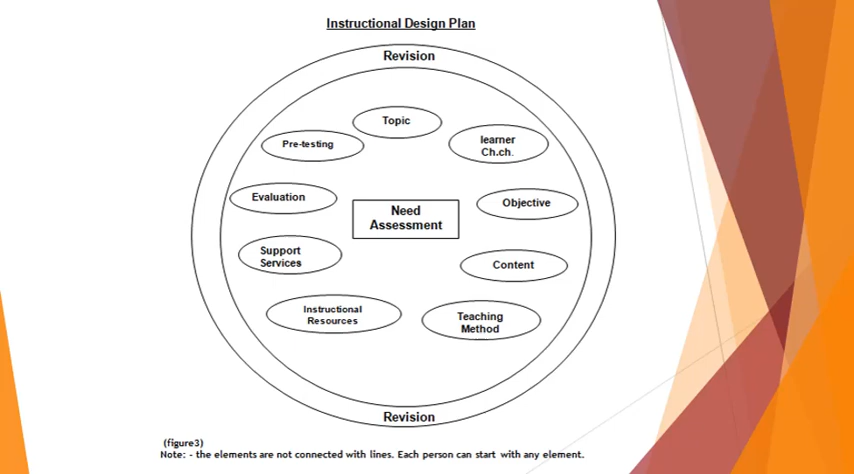 Instructional Design Plan
Revision
Topic
Pre-testing
learner
Ch.ch.
Evaluation
Need
Assessment
Objective
Support
Services
Content
Instructional
Resources
Teaching
Method
Revision
(figure3)
Note: - the elements are not connected with lines. Each person can start with any element.